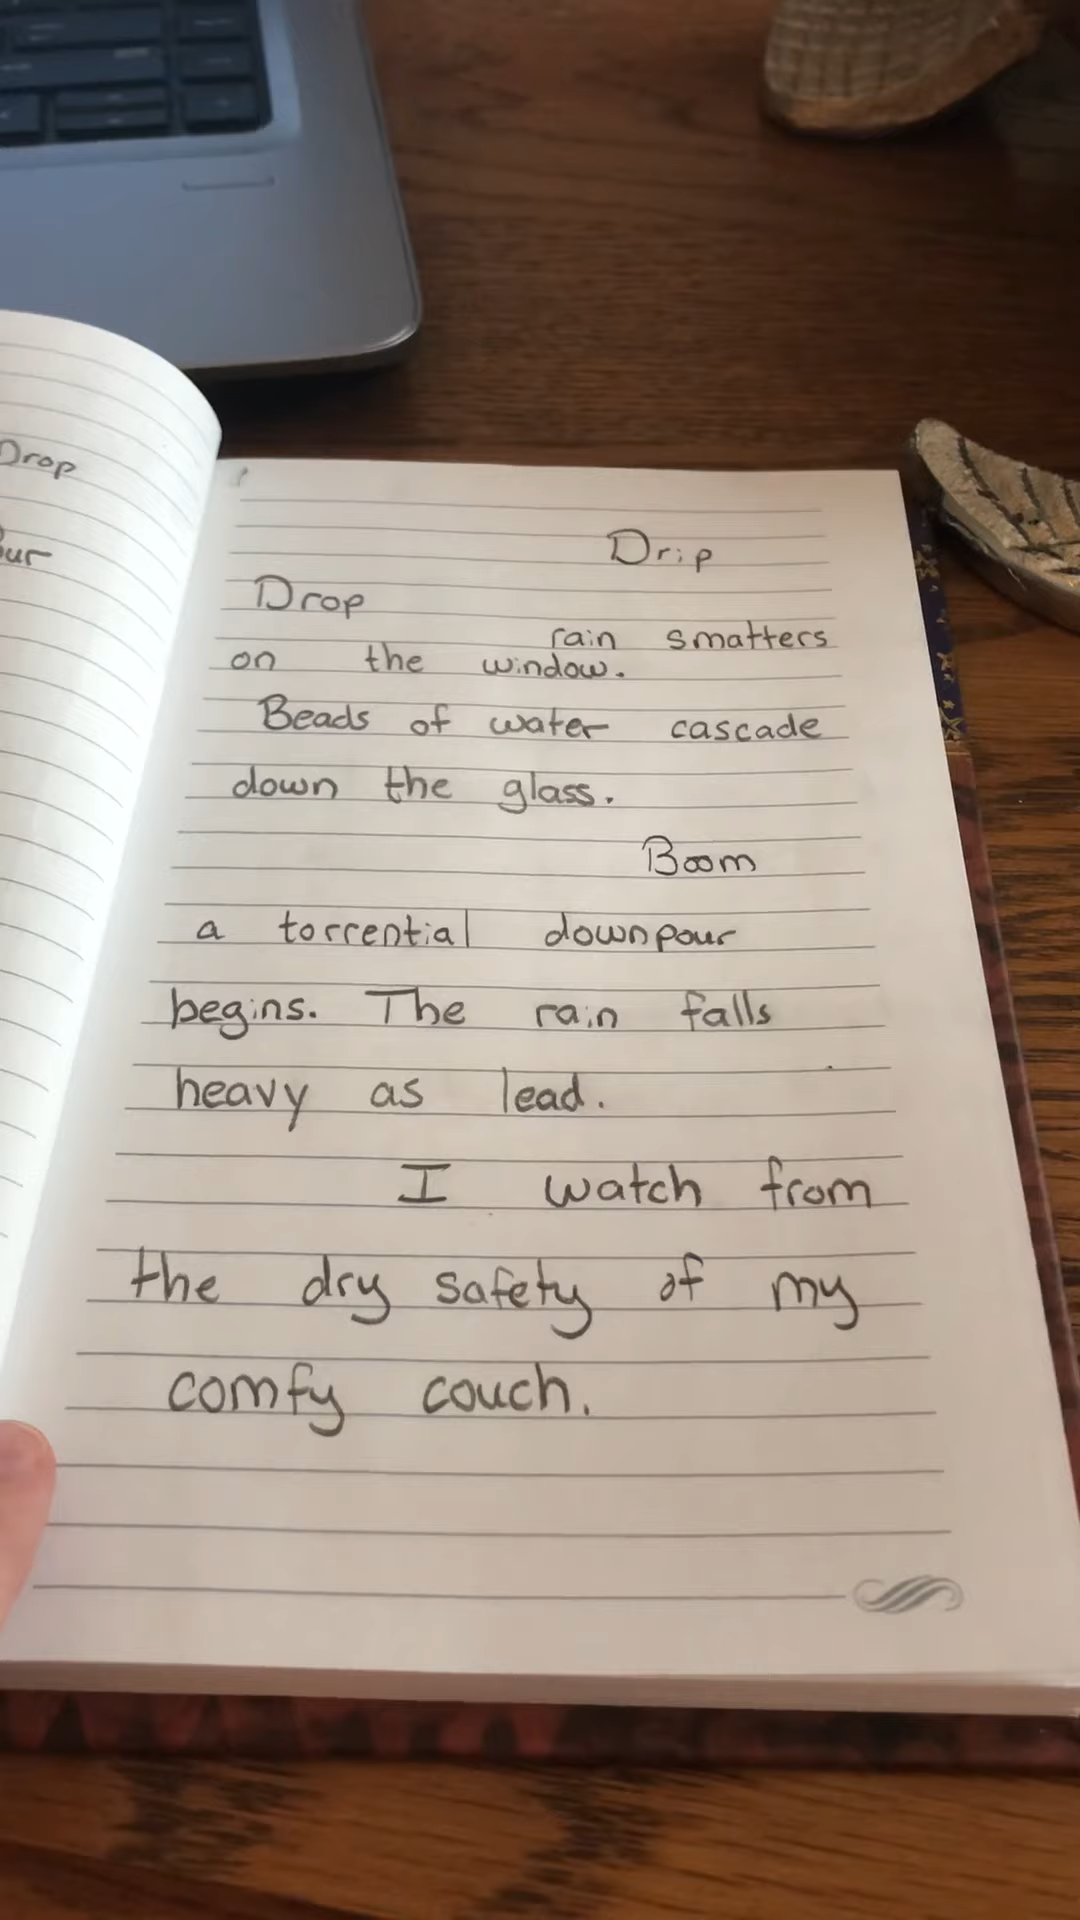 Drop
Drip
Drop
rain smatters
on the window.
Beads of water cascade
down the glass.
Boom
a torrential downpour
begins. The rain falls
heavy as lead.
I watch from
the dry safety of my
comfy couch.